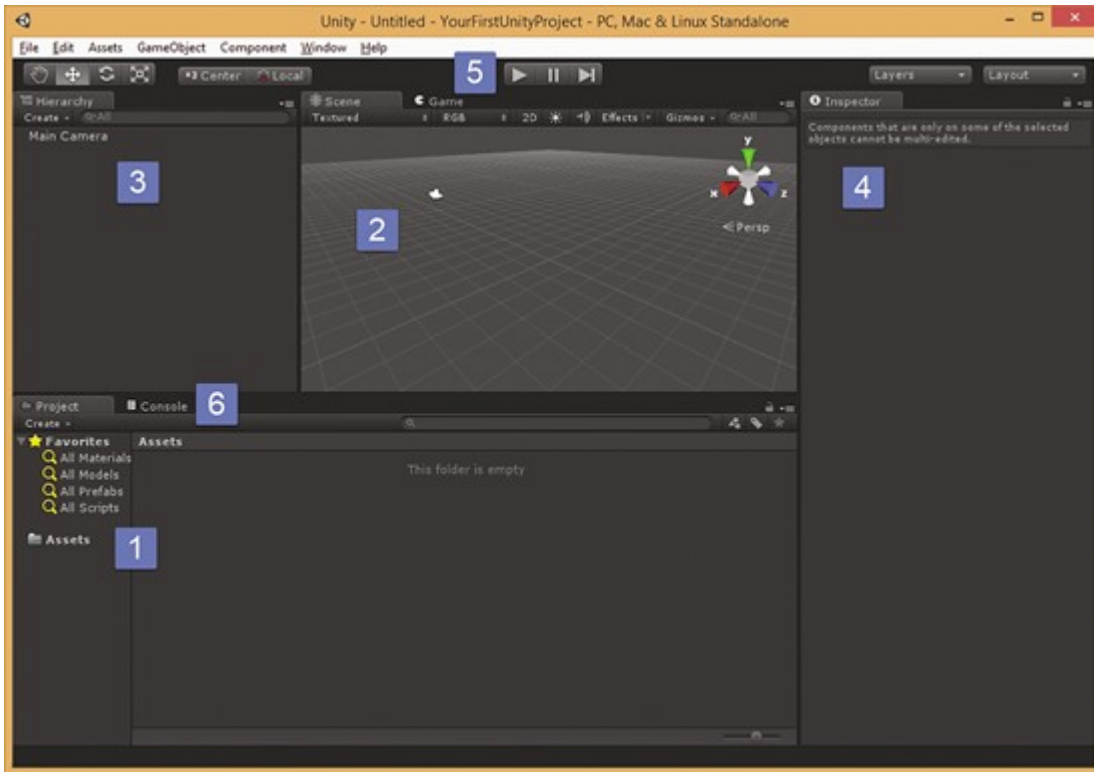 Unity - Untitled - YourFirstUnityProject - PC, Mac & Linux Standalone
File Edit Assets GameObject Component Window Help
Center Local 5 Layers Layout
Hierarchy
Create All
Main Camera
3
Scene Game
Textured RGB 2D Effects Gizmos All
y
x z
Persp
2
Inspector
Components that are only on some of the selected
objects cannot be multi-edited.
4
Project Console 6
Create
Favorites
All Materials
All Models
All Prefabs
All Scripts
Assets 1
Assets
This folder is empty